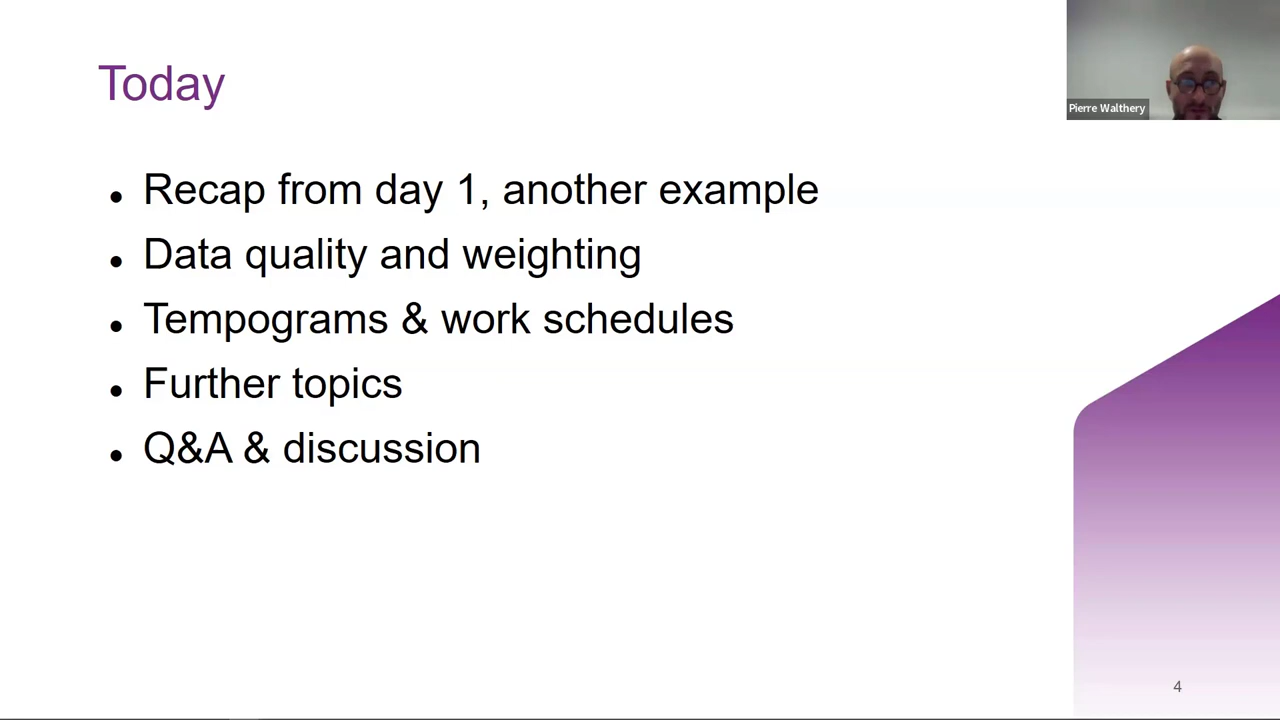 Today
Pierre Walthery
• Recap from day 1, another example
• Data quality and weighting
• Tempograms & work schedules
• Further topics
• Q&A & discussion
4